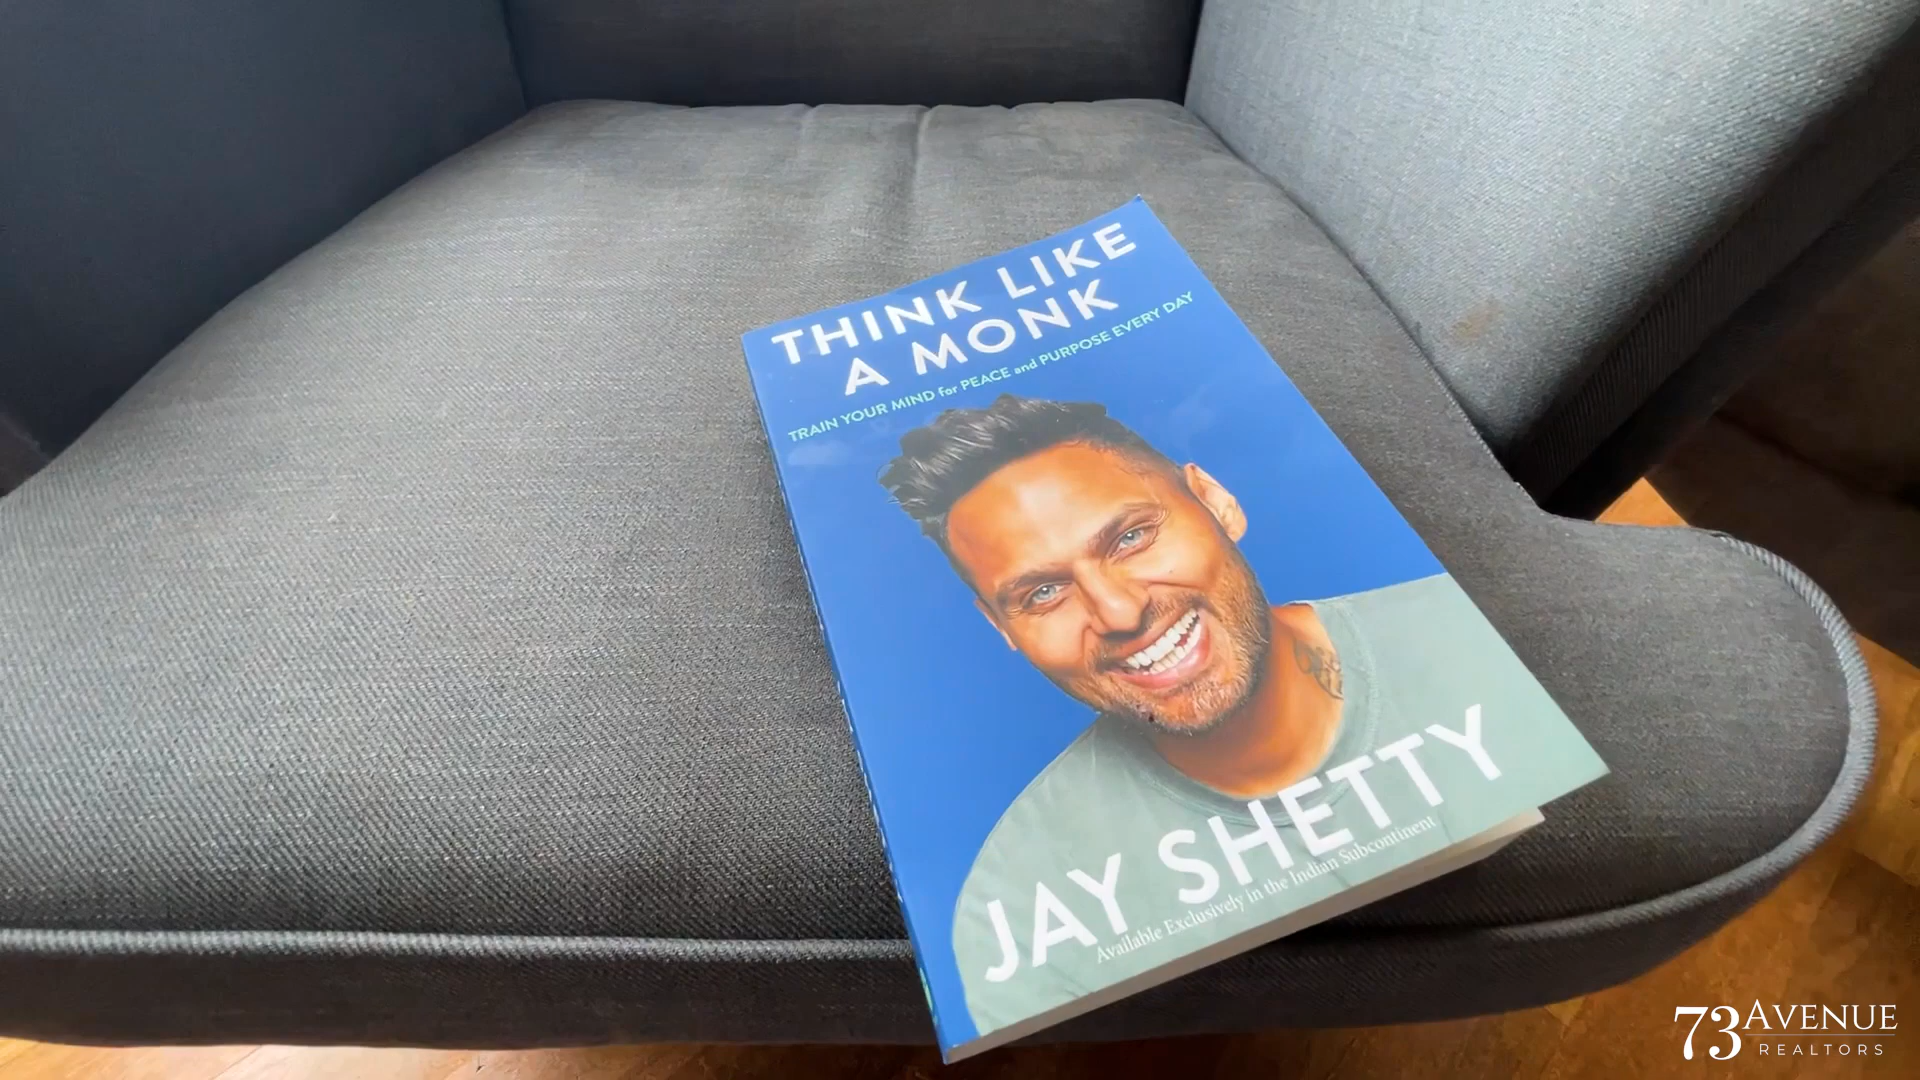 THINK LIKE
A MONK
TRAIN YOUR MIND for PEACE and PURPOSE EVERY DAY
JAY SHETTY
Available Exclusively in the Indian Subcontinent
73 AVENUE
REALTORS